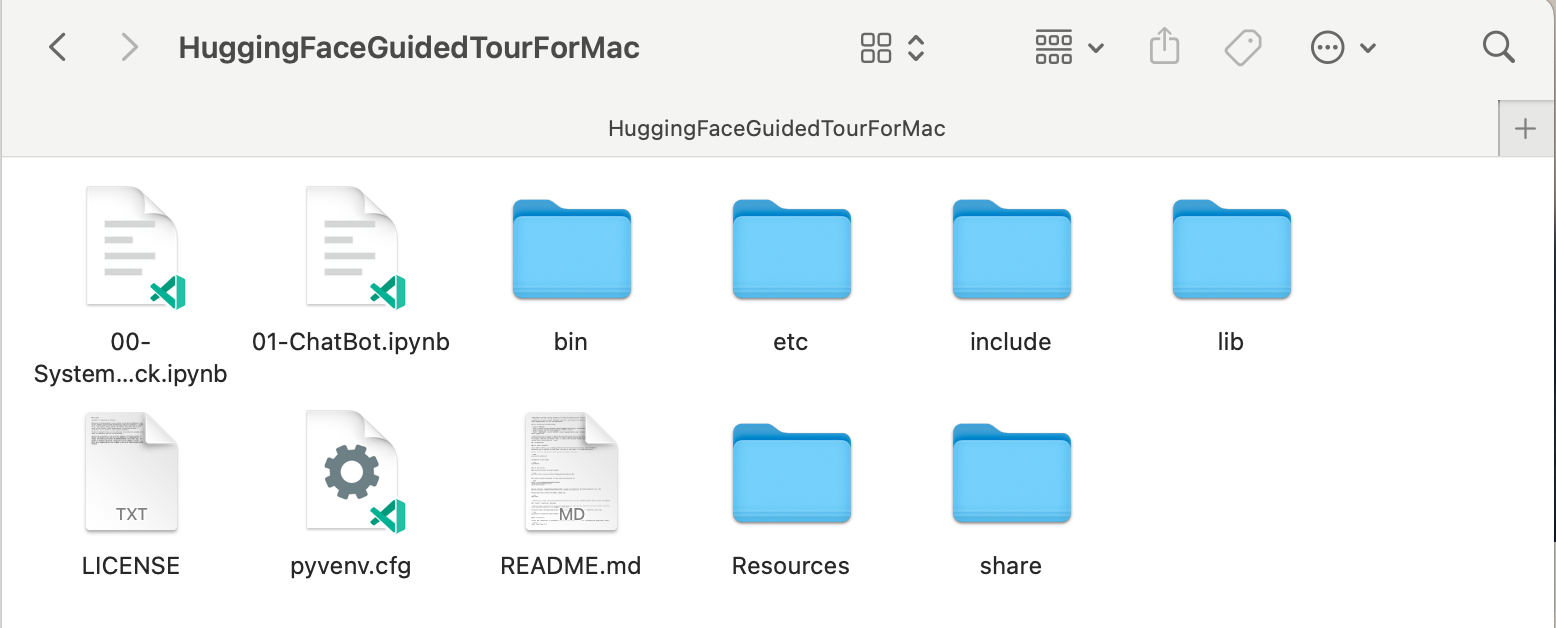 HuggingFaceGuidedTourForMac
HuggingFaceGuidedTourForMac
00-
System...ck.ipynb
01-ChatBot.ipynb
bin
etc
include
lib
TXT
LICENSE
pyvenv.cfg
MD
README.md
Resources
share